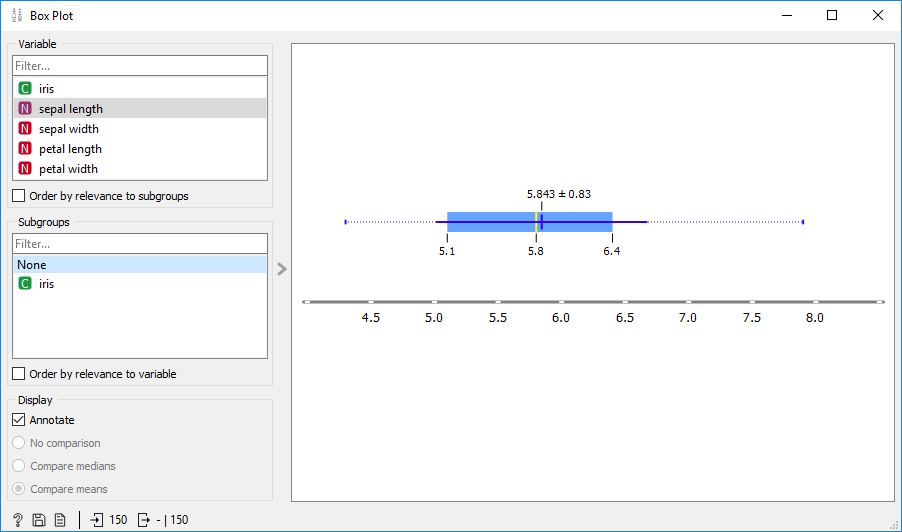 Box Plot
Variable
Filter...
C iris
N sepal length
N sepal width
N petal length
N petal width
Order by relevance to subgroups
Subgroups
Filter...
None
C iris
Order by relevance to variable
Display
Annotate
No comparison
Compare medians
Compare means
? 150 - | 150
5.843 ± 0.83
5.1 5.8 6.4
4.5 5.0 5.5 6.0 6.5 7.0 7.5 8.0